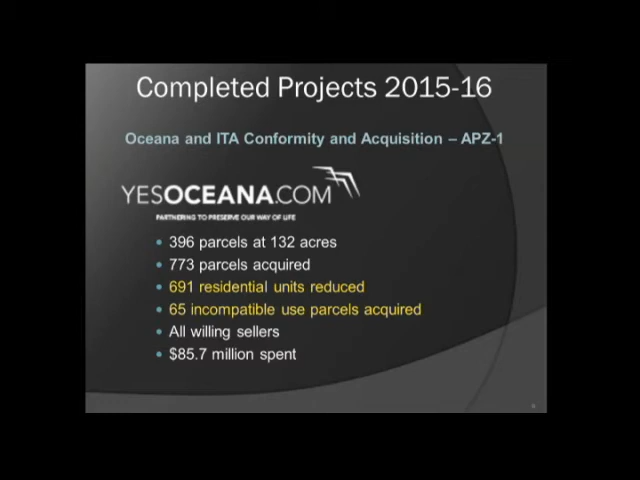 Completed Projects 2015-16
Oceana and ITA Conformity and Acquisition – APZ-1
YESOCEANA.COM
PARTNERING TO PRESERVE OUR WAY OF LIFE
• 396 parcels at 132 acres
• 773 parcels acquired
• 691 residential units reduced
• 65 incompatible use parcels acquired
• All willing sellers
• $85.7 million spent